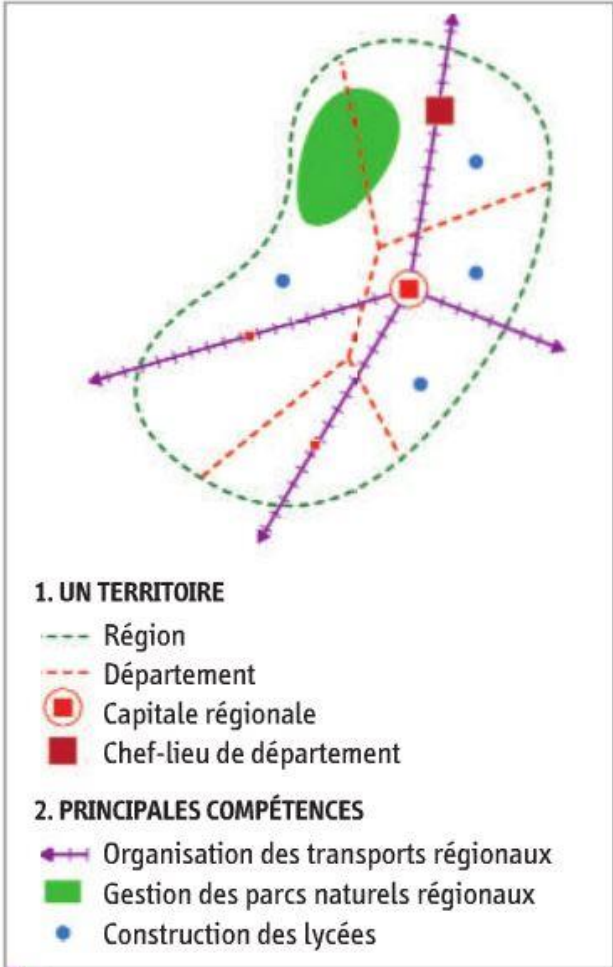 1. UN TERRITOIRE
Région
Département
Capitale régionale
Chef-lieu de département
2. PRINCIPALES COMPÉTENCES
Organisation des transports régionaux
Gestion des parcs naturels régionaux
Construction des lycées